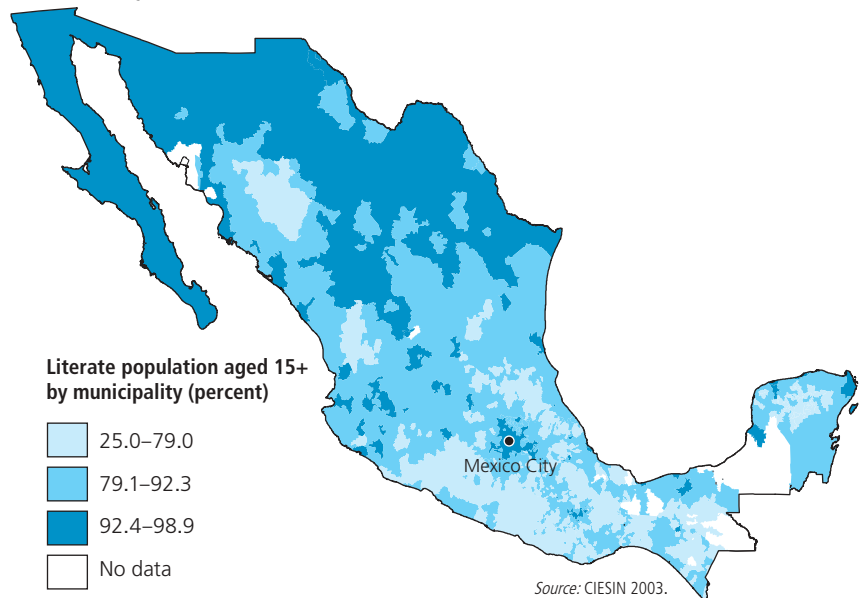 Literate population aged 15+
by municipality (percent)
25.0–79.0
79.1–92.3
92.4–98.9
No data
Mexico City
Source: CIESIN 2003.